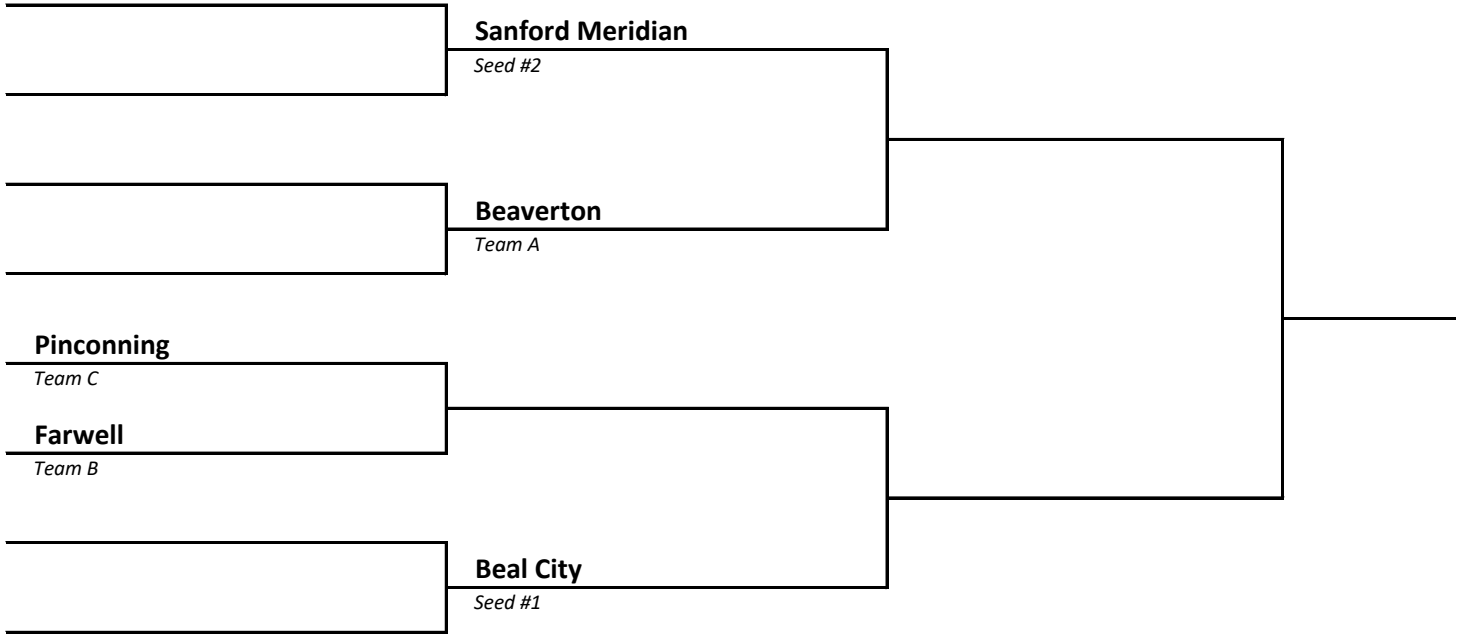 Sanford Meridian
Seed #2
Beaverton
Team A
Pinconning
Team C
Farwell
Team B
Beal City
Seed #1